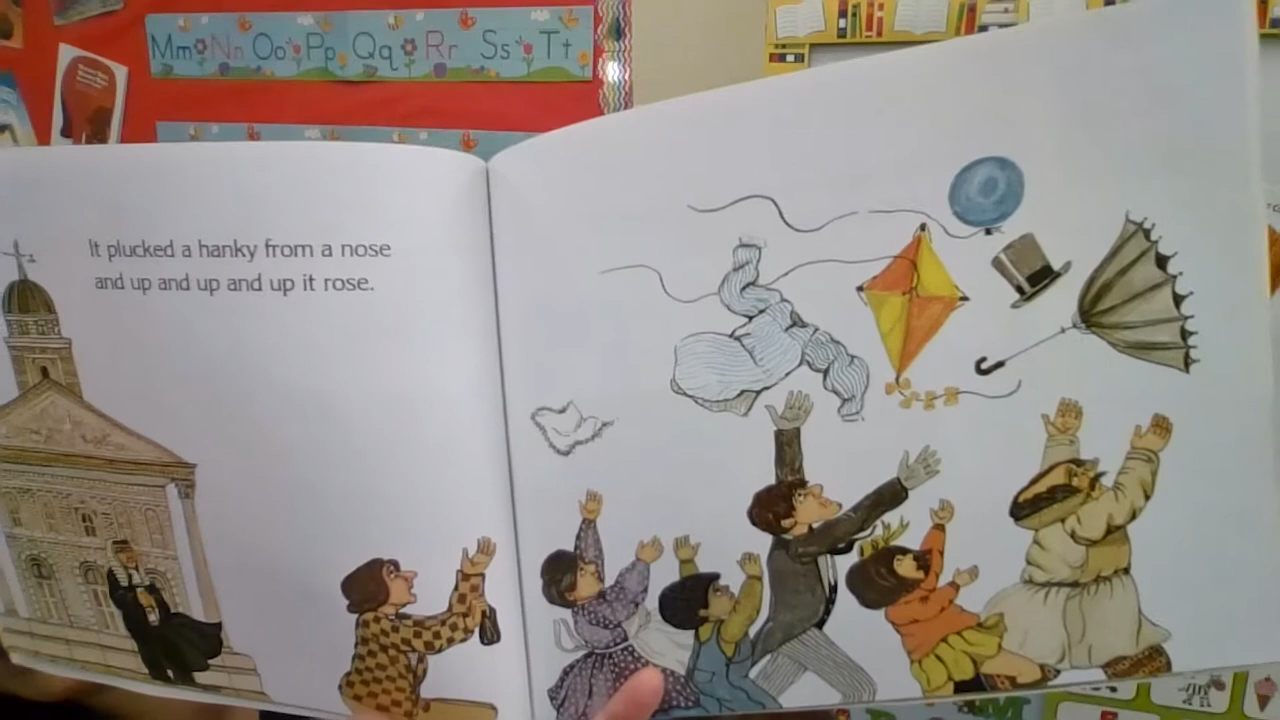 Mm Nn Oo Pp Qq Rr Ss Tt
It plucked a hanky from a nose
and up and up and up it rose.